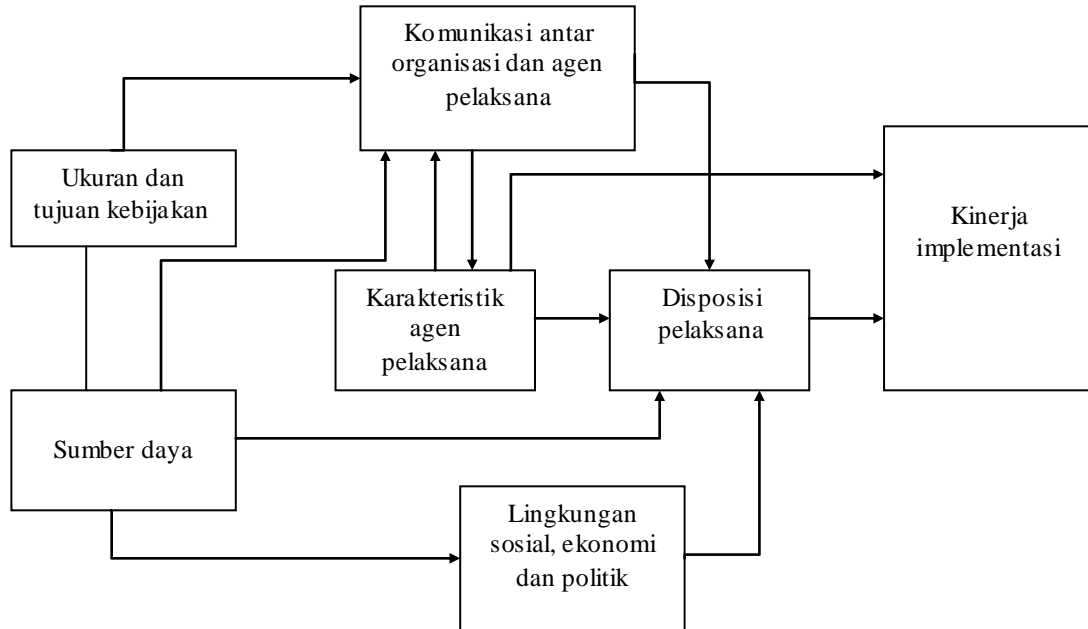 Komunikasi antar
organisasi dan agen
pelaksana
Ukuran dan
tujuan kebijakan
Kinerja
implementasi
Karakteristik
agen
pelaksana
Disposisi
pelaksana
Sumber daya
Lingkungan
sosial, ekonomi
dan politik